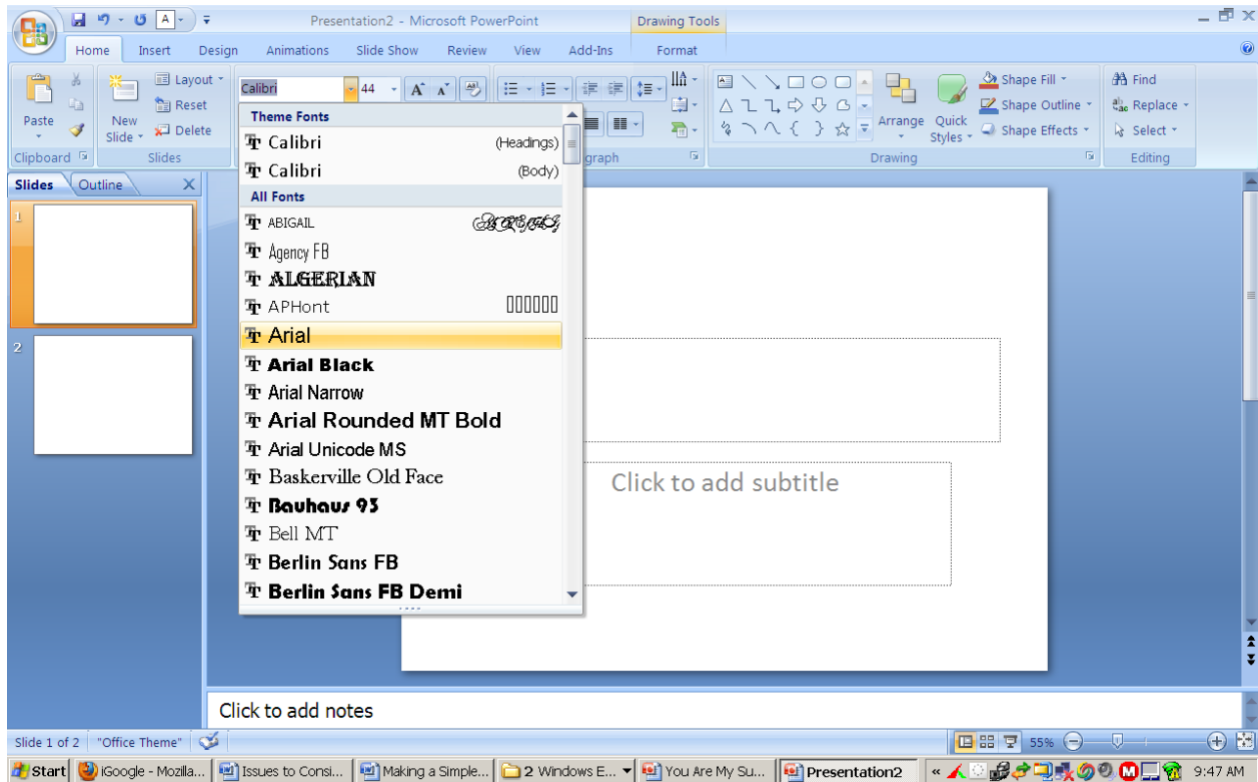 Presentation2 - Microsoft PowerPoint Drawing Tools
Home Insert Design Animations Slide Show Review View Add-Ins Format
Paste
Clipboard
New Slide
Layout
Reset
Delete
Slides
Calibri 44
graph
Arrange
Quick Styles
Shape Fill
Shape Outline
Shape Effects
Drawing
Find
Replace
Select
Editing
Slides Outline X
1
2
Theme Fonts
Calibri (Headings)
Calibri (Body)
All Fonts
ABIGAIL ABIGAIL
Agency FB
ALGERIAN
APHont
Arial
Arial Black
Arial Narrow
Arial Rounded MT Bold
Arial Unicode MS
Baskerville Old Face
Bauhaus 93
Bell MT
Berlin Sans FB
Berlin Sans FB Demi
Click to add subtitle
Click to add notes
Slide 1 of 2 "Office Theme" 55%
Start iGoogle - Mozilla... Issues to Consi... Making a Simple... 2 Windows E... You Are My Su... Presentation2 9:47 AM